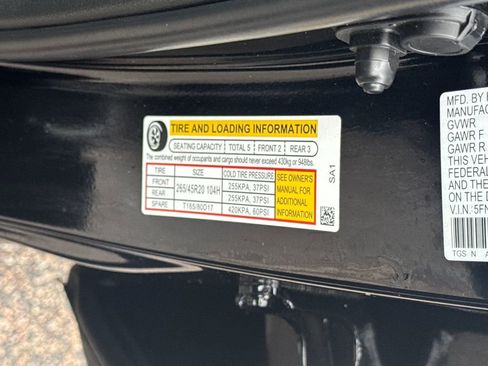 TIRE AND LOADING INFORMATION
SEATING CAPACITY TOTAL 5 FRONT 2 REAR 3
The combined weight of occupants and cargo should never exceed 430kg or 948lbs.
TIRE SIZE COLD TIRE PRESSURE
FRONT 265/45R20 104H 255KPA, 37PSI
REAR 255KPA, 37PSI
SPARE T165/80D17 420KPA, 60PSI
SEE OWNER'S
MANUAL FOR
ADDITIONAL
INFORMATION
SA1
MFD. BY
MANUFAC
GVWR
GAWR F
GAWR R
THIS VEH
FEDERAL
AND THE
ON THE D
V.I.N.:5FN
TGS N A